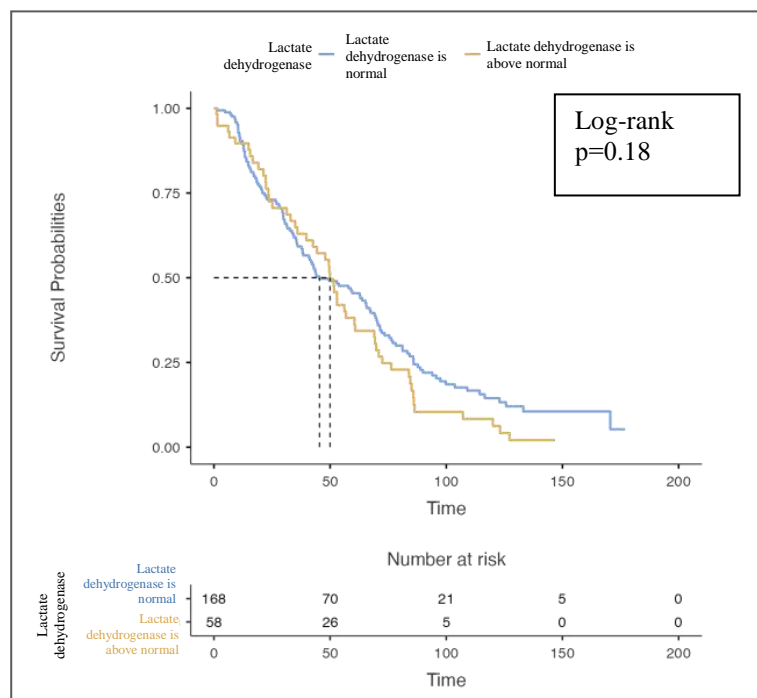 Lactate
dehydrogenase
Lactate
dehydrogenase is
normal
Lactate dehydrogenase is
above normal
Log-rank
p=0.18
Survival Probabilities
1.00
0.75
0.50
0.25
0.00
0 50 100 150 200
Time
Number at risk
Lactate
dehydrogenase
Lactate
dehydrogenase is
normal
168 70 21 5 0
Lactate
dehydrogenase is
above normal
58 26 5 0 0
0 50 100 150 200
Time